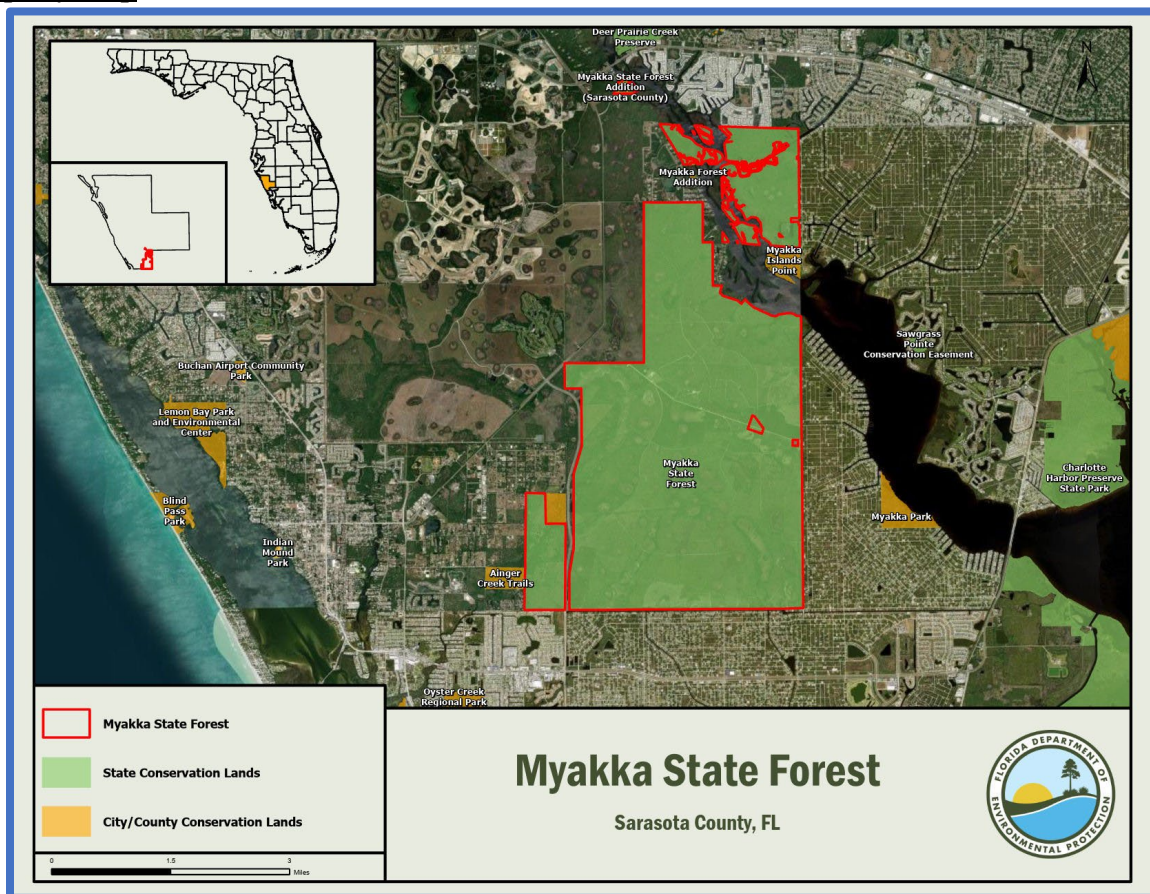 Deer Prairie Creek
Preserve
N
Myakka State Forest
Addition
(Sarasota County)
Myakka Forest
Addition
Myakka
Islands
Point
Sawgrass
Pointe
Conservation Easement
Buchan Airport Community
Park
Lemon Bay Park
and Environmental
Center
Myakka
State
Forest
Charlotte
Harbor Preserve
State Park
Blind
Pass
Park
Myakka Park
Indian
Mound
Park
Ainger
Creek Trails
Oyster Creek
Regional Park
Myakka State Forest
State Conservation Lands
City/County Conservation Lands
0 1.5 3
Miles
Myakka State Forest
Sarasota County, FL
FLORIDA DEPARTMENT OF
ENVIRONMENTAL PROTECTION